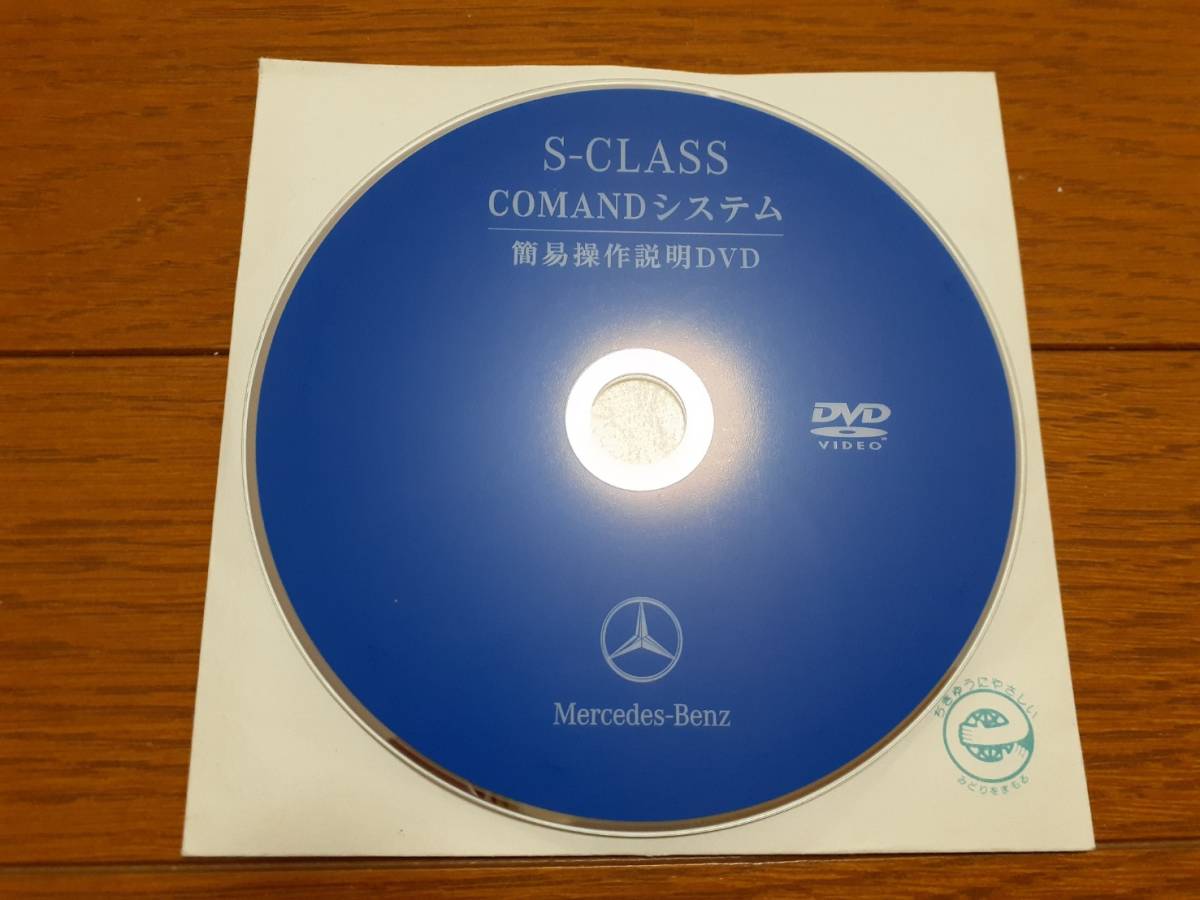 S-CLASS
COMANDシステム
簡易操作説明DVD
DVD
VIDEO
Mercedes-Benz
ちきゅうにやさしい
みどりをまもる